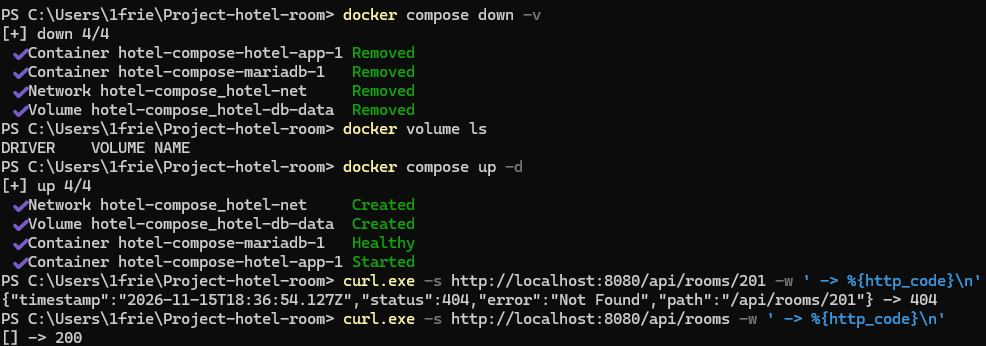 PS C:\Users\1frie\Project-hotel-room> docker compose down -v
[+] down 4/4
✔Container hotel-compose-hotel-app-1 Removed
✔Container hotel-compose-mariadb-1   Removed
✔Network hotel-compose_hotel-net     Removed
✔Volume hotel-compose_hotel-db-data  Removed
PS C:\Users\1frie\Project-hotel-room> docker volume ls
DRIVER    VOLUME NAME
PS C:\Users\1frie\Project-hotel-room> docker compose up -d
[+] up 4/4
✔Network hotel-compose_hotel-net     Created
✔Volume hotel-compose_hotel-db-data  Created
✔Container hotel-compose-mariadb-1   Healthy
✔Container hotel-compose-hotel-app-1 Started
PS C:\Users\1frie\Project-hotel-room> curl.exe -s http://localhost:8080/api/rooms/201 -w ' -> %{http_code}\n'
{"timestamp":"2026-11-15T18:36:54.127Z","status":404,"error":"Not Found","path":"/api/rooms/201"} -> 404
PS C:\Users\1frie\Project-hotel-room> curl.exe -s http://localhost:8080/api/rooms -w ' -> %{http_code}\n'
[] -> 200